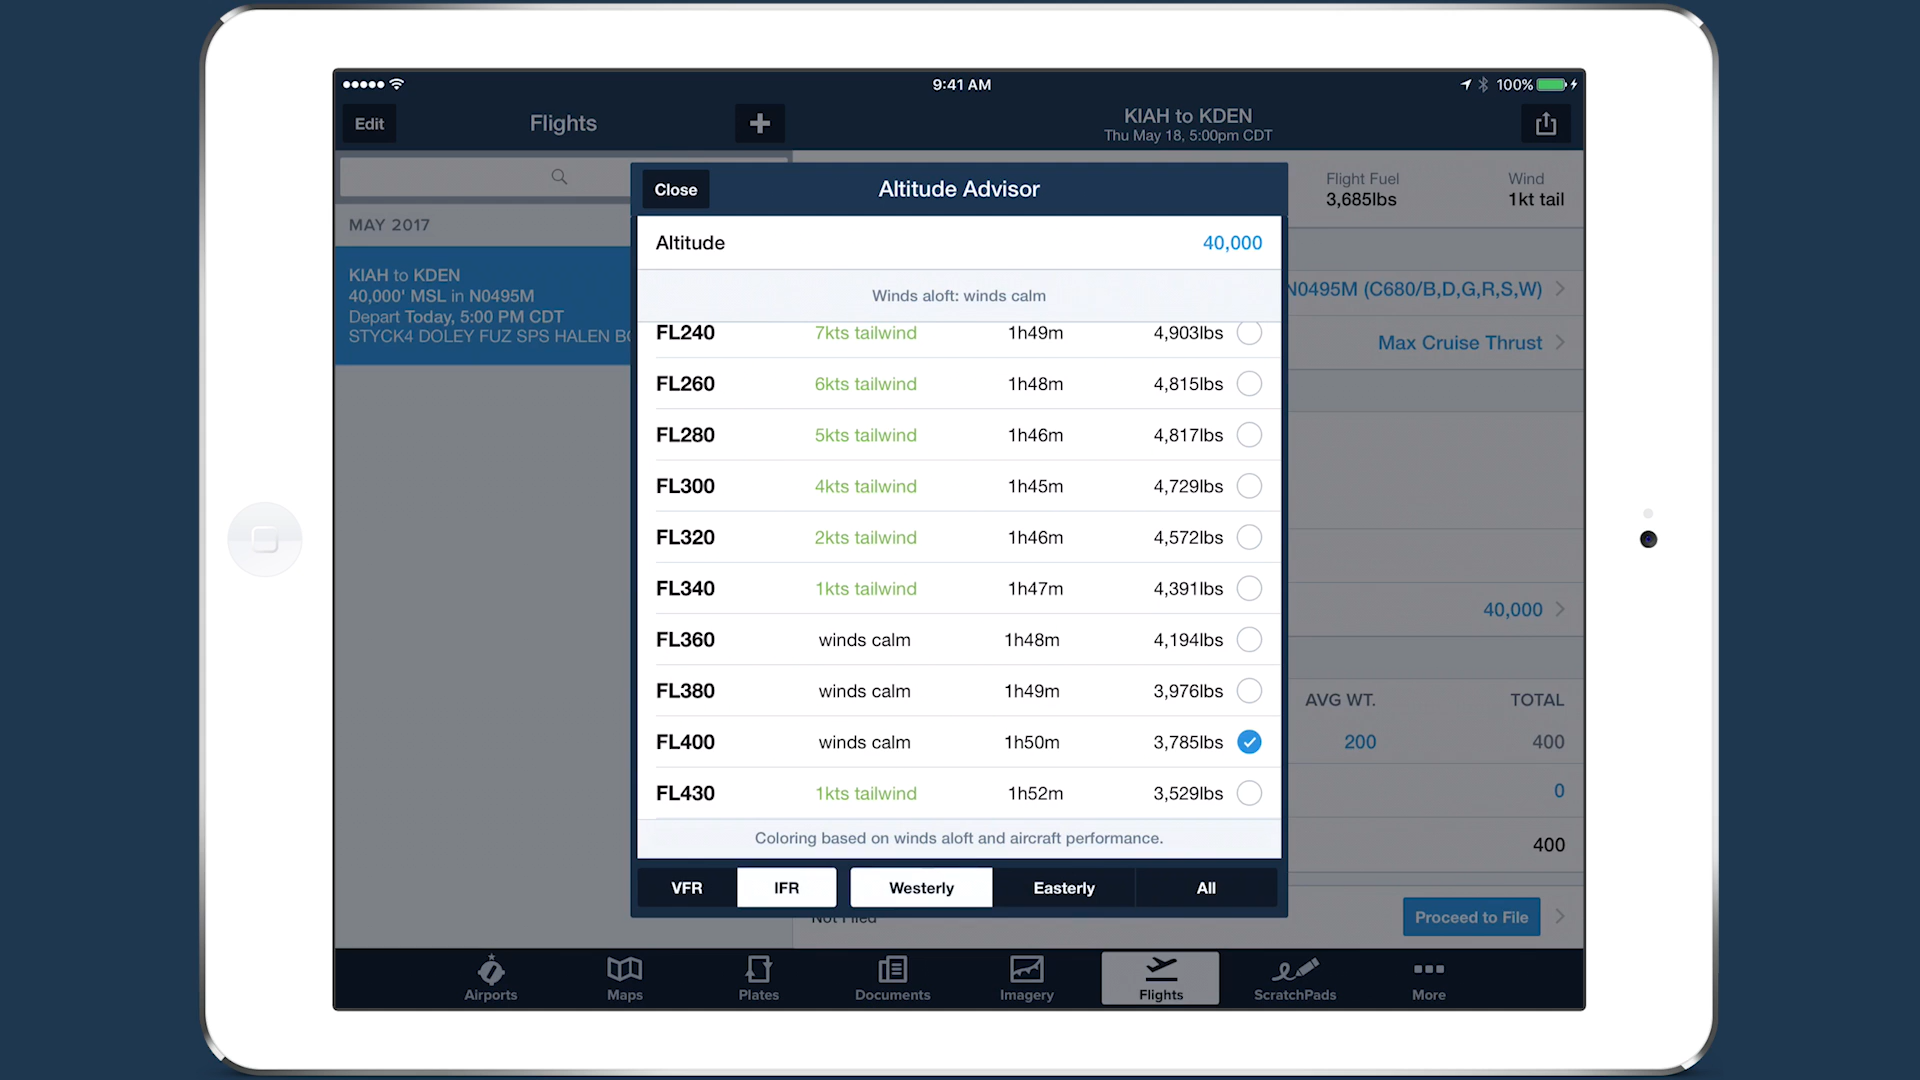 9:41 AM
100%
Edit
Flights
KIAH to KDEN
Thu May 18, 5:00pm CDT
MAY 2017
KIAH to KDEN
40,000' MSL in N0495M
Depart Today, 5:00 PM CDT
STYCK4 DOLEY FUZ SPS HALEN
Close
Altitude Advisor
Altitude
40,000
Winds aloft: winds calm
FL240 7kts tailwind 1h49m 4,903lbs
FL260 6kts tailwind 1h48m 4,815lbs
FL280 5kts tailwind 1h46m 4,817lbs
FL300 4kts tailwind 1h45m 4,729lbs
FL320 2kts tailwind 1h46m 4,572lbs
FL340 1kts tailwind 1h47m 4,391lbs
FL360 winds calm 1h48m 4,194lbs
FL380 winds calm 1h49m 3,976lbs
FL400 winds calm 1h50m 3,785lbs
FL430 1kts tailwind 1h52m 3,529lbs
Coloring based on winds aloft and aircraft performance.
VFR IFR Westerly Easterly All
Flight Fuel
3,685lbs
Wind
1kt tail
N0495M (C680/B,D,G,R,S,W)
Max Cruise Thrust
40,000
AVG WT. TOTAL
200 400
0
400
Not Filed
Proceed to File
Airports
Maps
Plates
Documents
Imagery
Flights
ScratchPads
More